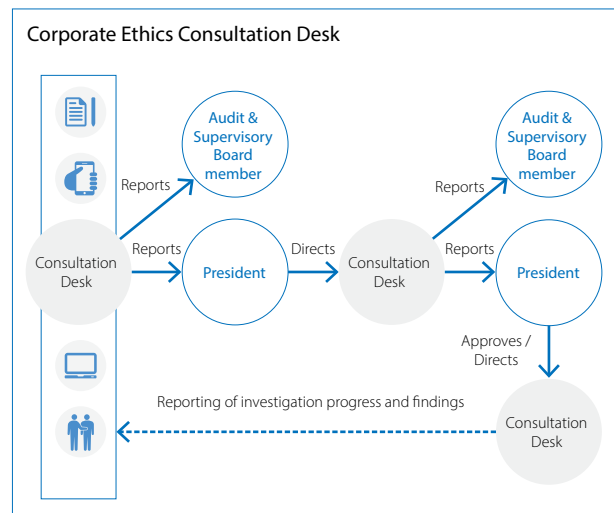 Corporate Ethics Consultation Desk
Audit &
Supervisory
Board
member
Reports
Consultation
Desk
Reports
President
Directs
Consultation
Desk
Reports
Audit &
Supervisory
Board
member
Reports
President
Approves /
Directs
Consultation
Desk
Reporting of investigation progress and findings